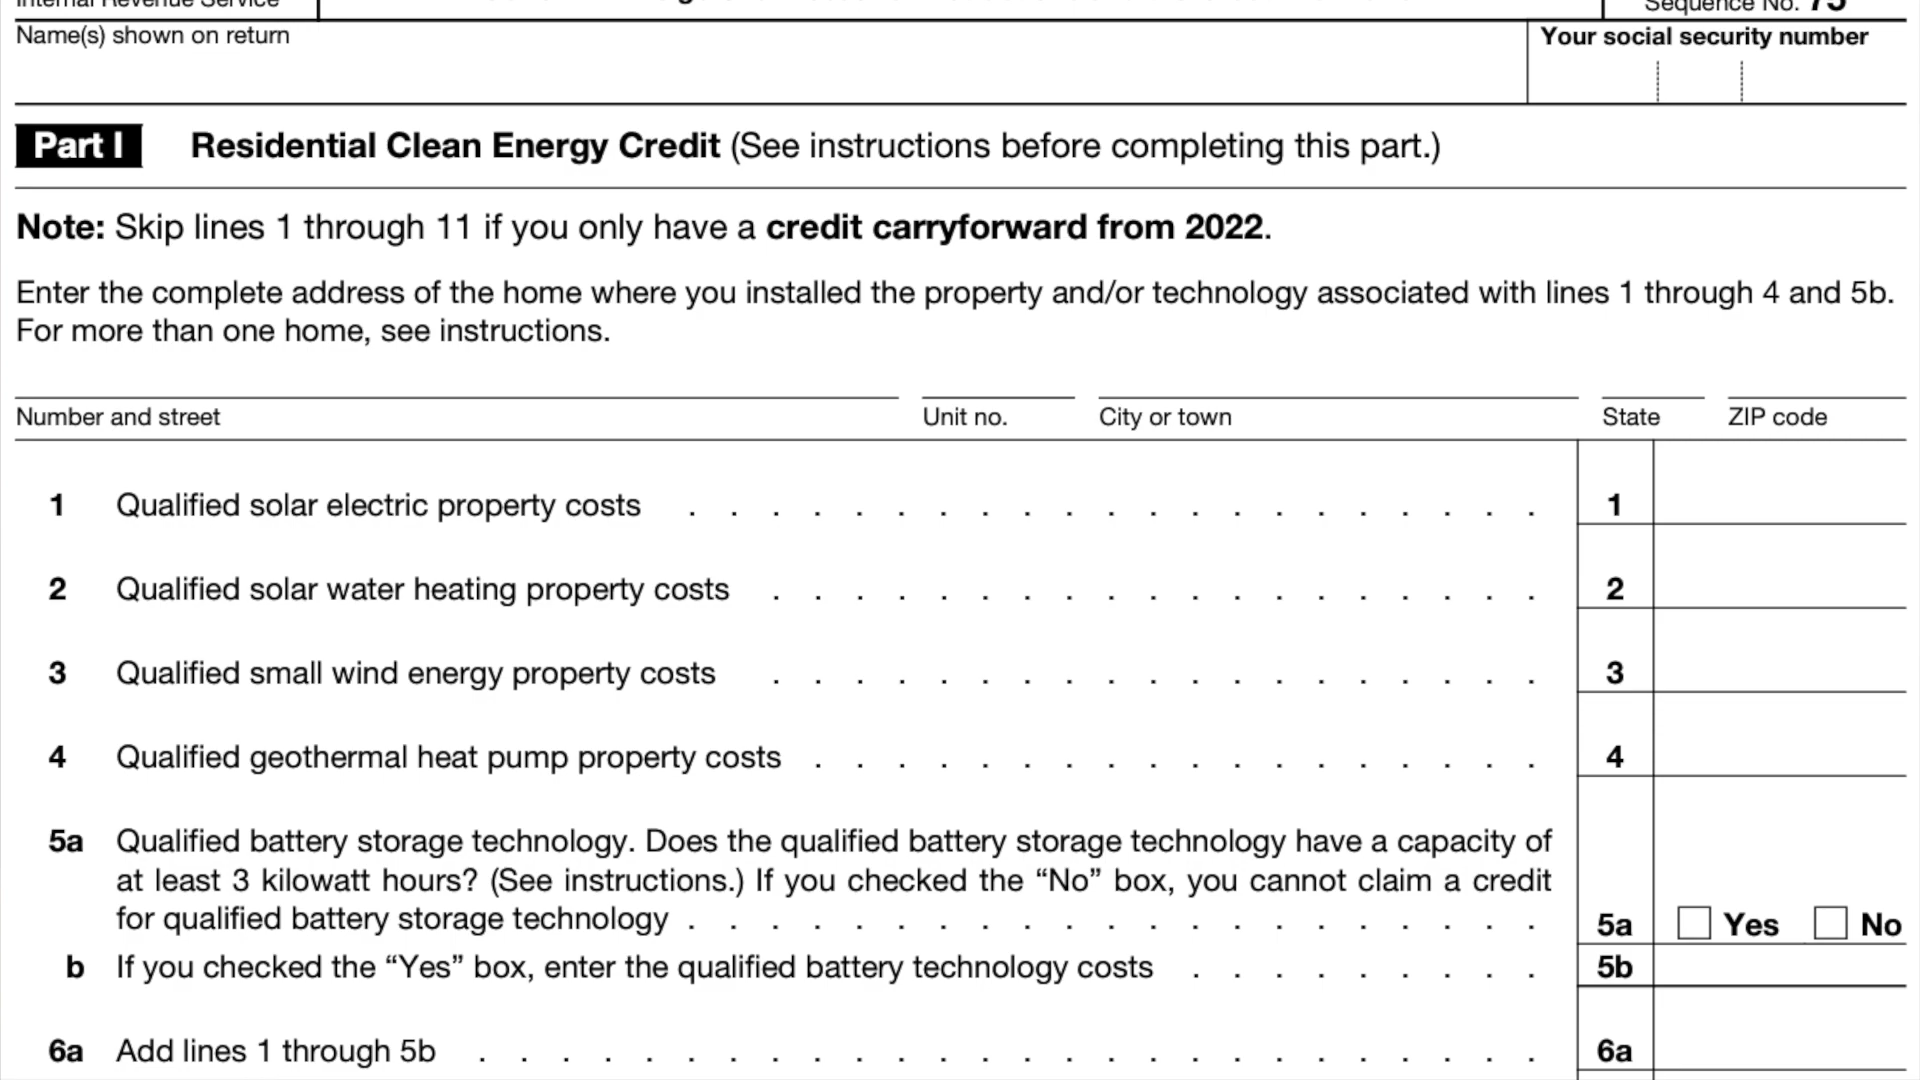 Internal Revenue Service
Sequence No. 75
Name(s) shown on return
Your social security number
Part I Residential Clean Energy Credit (See instructions before completing this part.)
Note: Skip lines 1 through 11 if you only have a credit carryforward from 2022.
Enter the complete address of the home where you installed the property and/or technology associated with lines 1 through 4 and 5b.
For more than one home, see instructions.
Number and street Unit no. City or town State ZIP code
1 Qualified solar electric property costs . . . . . . . . . . . . . . . . . . . . . 1
2 Qualified solar water heating property costs . . . . . . . . . . . . . . . . . . . 2
3 Qualified small wind energy property costs . . . . . . . . . . . . . . . . . . . 3
4 Qualified geothermal heat pump property costs . . . . . . . . . . . . . . . . . . 4
5a Qualified battery storage technology. Does the qualified battery storage technology have a capacity of
at least 3 kilowatt hours? (See instructions.) If you checked the “No” box, you cannot claim a credit
for qualified battery storage technology . . . . . . . . . . . . . . . . . . . . . 5a Yes No
b If you checked the “Yes” box, enter the qualified battery technology costs . . . . . . . . . 5b
6a Add lines 1 through 5b . . . . . . . . . . . . . . . . . . . . . . . . . . 6a